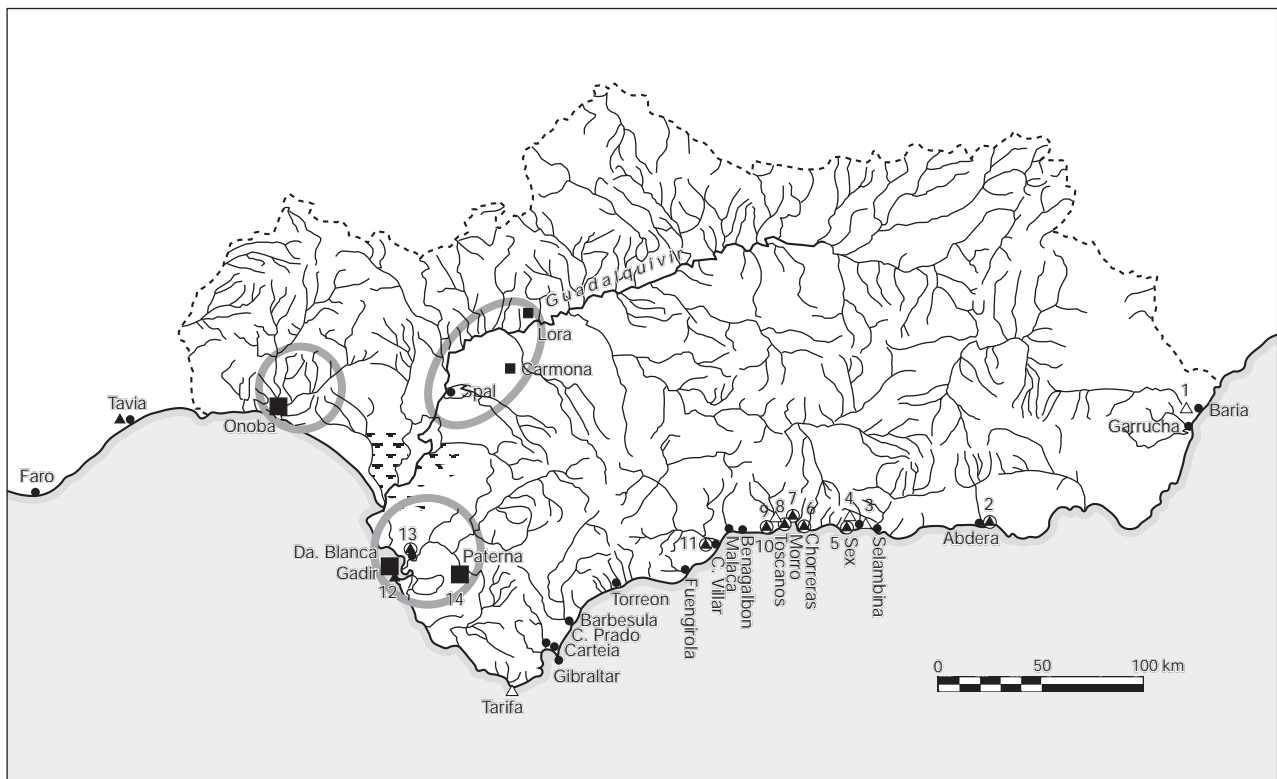 Guadalquivir
Lora
Carmona
Spal
Onoba
Tavia
Faro
1
Baria
Garrucha
13
Da. Blanca
Gadir
12
Paterna
14
11
C. Villar
Malaca
Benagalbon
9
10
8
Toscanos
7
Morro
6
Chorreras
4
5
Sex
3
Selambina
2
Abdera
Fuengirola
Torreon
Barbesula
C. Prado
Carteia
Gibraltar
Tarifa
0 50 100 km